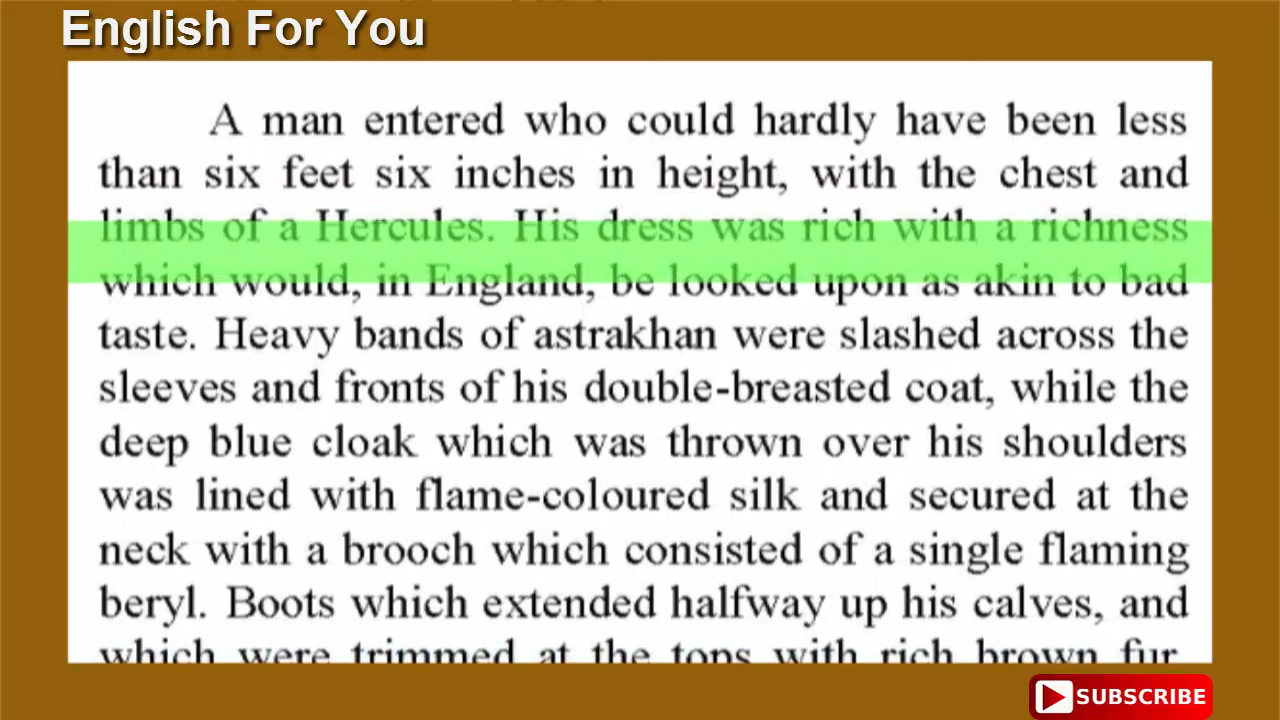 English For You
A man entered who could hardly have been less
than six feet six inches in height, with the chest and
limbs of a Hercules. His dress was rich with a richness
which would, in England, be looked upon as akin to bad
taste. Heavy bands of astrakhan were slashed across the
sleeves and fronts of his double-breasted coat, while the
deep blue cloak which was thrown over his shoulders
was lined with flame-coloured silk and secured at the
neck with a brooch which consisted of a single flaming
beryl. Boots which extended halfway up his calves, and
which were trimmed at the tops with rich brown fur,
SUBSCRIBE